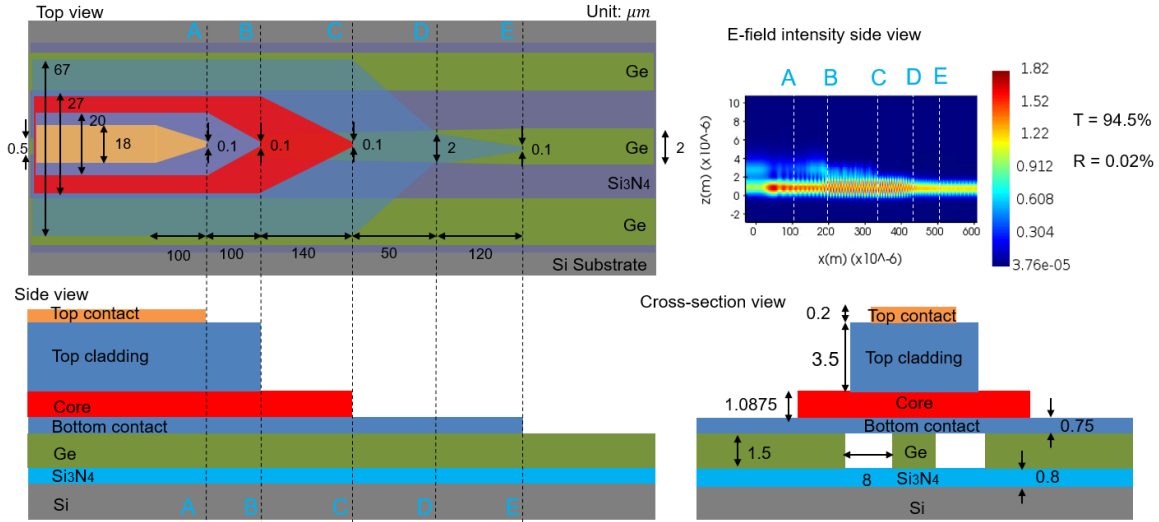 Top view
Unit: μm
A B C D E
67
27
20
18
0.5
0.1
0.1
0.1
2
0.1
2
Ge
Ge
Si₃N₄
Ge
100
100
140
50
120
Si Substrate
E-field intensity side view
A B C D E
z(m) (x10^-6)
10
8
6
4
2
0
-2
0 100 200 300 400 500 600
x(m) (x10^-6)
1.82
1.52
1.22
0.912
0.608
0.304
3.76e-05
T = 94.5%
R = 0.02%
Side view
Top contact
Top cladding
Core
Bottom contact
Ge
Si₃N₄
Si
A B C D E
Cross-section view
0.2
Top contact
3.5
Top cladding
1.0875
Core
Bottom contact
0.75
1.5
Ge
8
Si₃N₄
0.8
Si